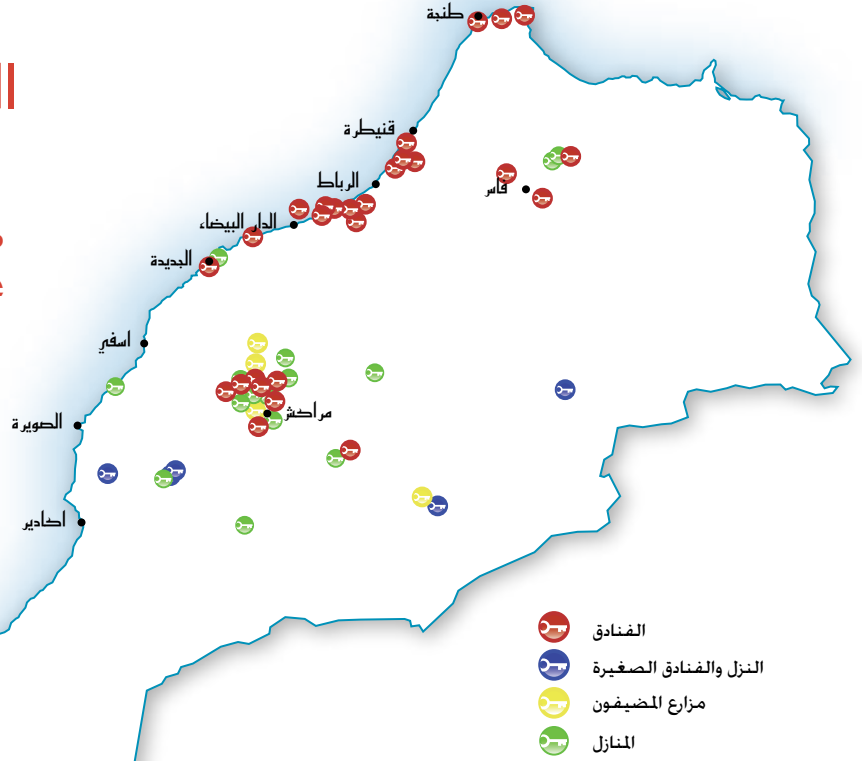 طنجة
قنيطرة
الرباط
فاس
الدار البيضاء
الجديدة
اسفي
مراكش
الصويرة
اكادير
الفنادق
النزل والفنادق الصغيرة
مزارع المضيفون
المنازل